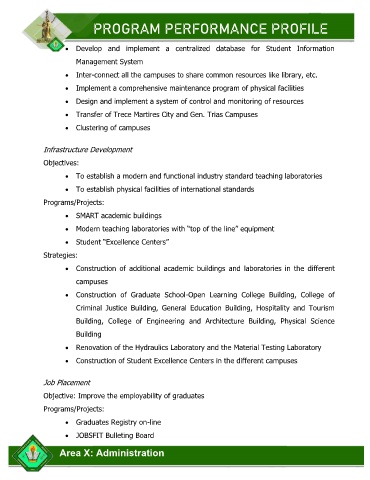 PROGRAM PERFORMANCE PROFILE
• Develop and implement a centralized database for Student Information
Management System
• Inter-connect all the campuses to share common resources like library, etc.
• Implement a comprehensive maintenance program of physical facilities
• Design and implement a system of control and monitoring of resources
• Transfer of Trece Martires City and Gen. Trias Campuses
• Clustering of campuses
Infrastructure Development
Objectives:
• To establish a modern and functional industry standard teaching laboratories
• To establish physical facilities of international standards
Programs/Projects:
• SMART academic buildings
• Modern teaching laboratories with “top of the line” equipment
• Student “Excellence Centers”
Strategies:
• Construction of additional academic buildings and laboratories in the different
campuses
• Construction of Graduate School-Open Learning College Building, College of
Criminal Justice Building, General Education Building, Hospitality and Tourism
Building, College of Engineering and Architecture Building, Physical Science
Building
• Renovation of the Hydraulics Laboratory and the Material Testing Laboratory
• Construction of Student Excellence Centers in the different campuses
Job Placement
Objective: Improve the employability of graduates
Programs/Projects:
• Graduates Registry on-line
• JOBSFIT Bulleting Board
Area X: Administration